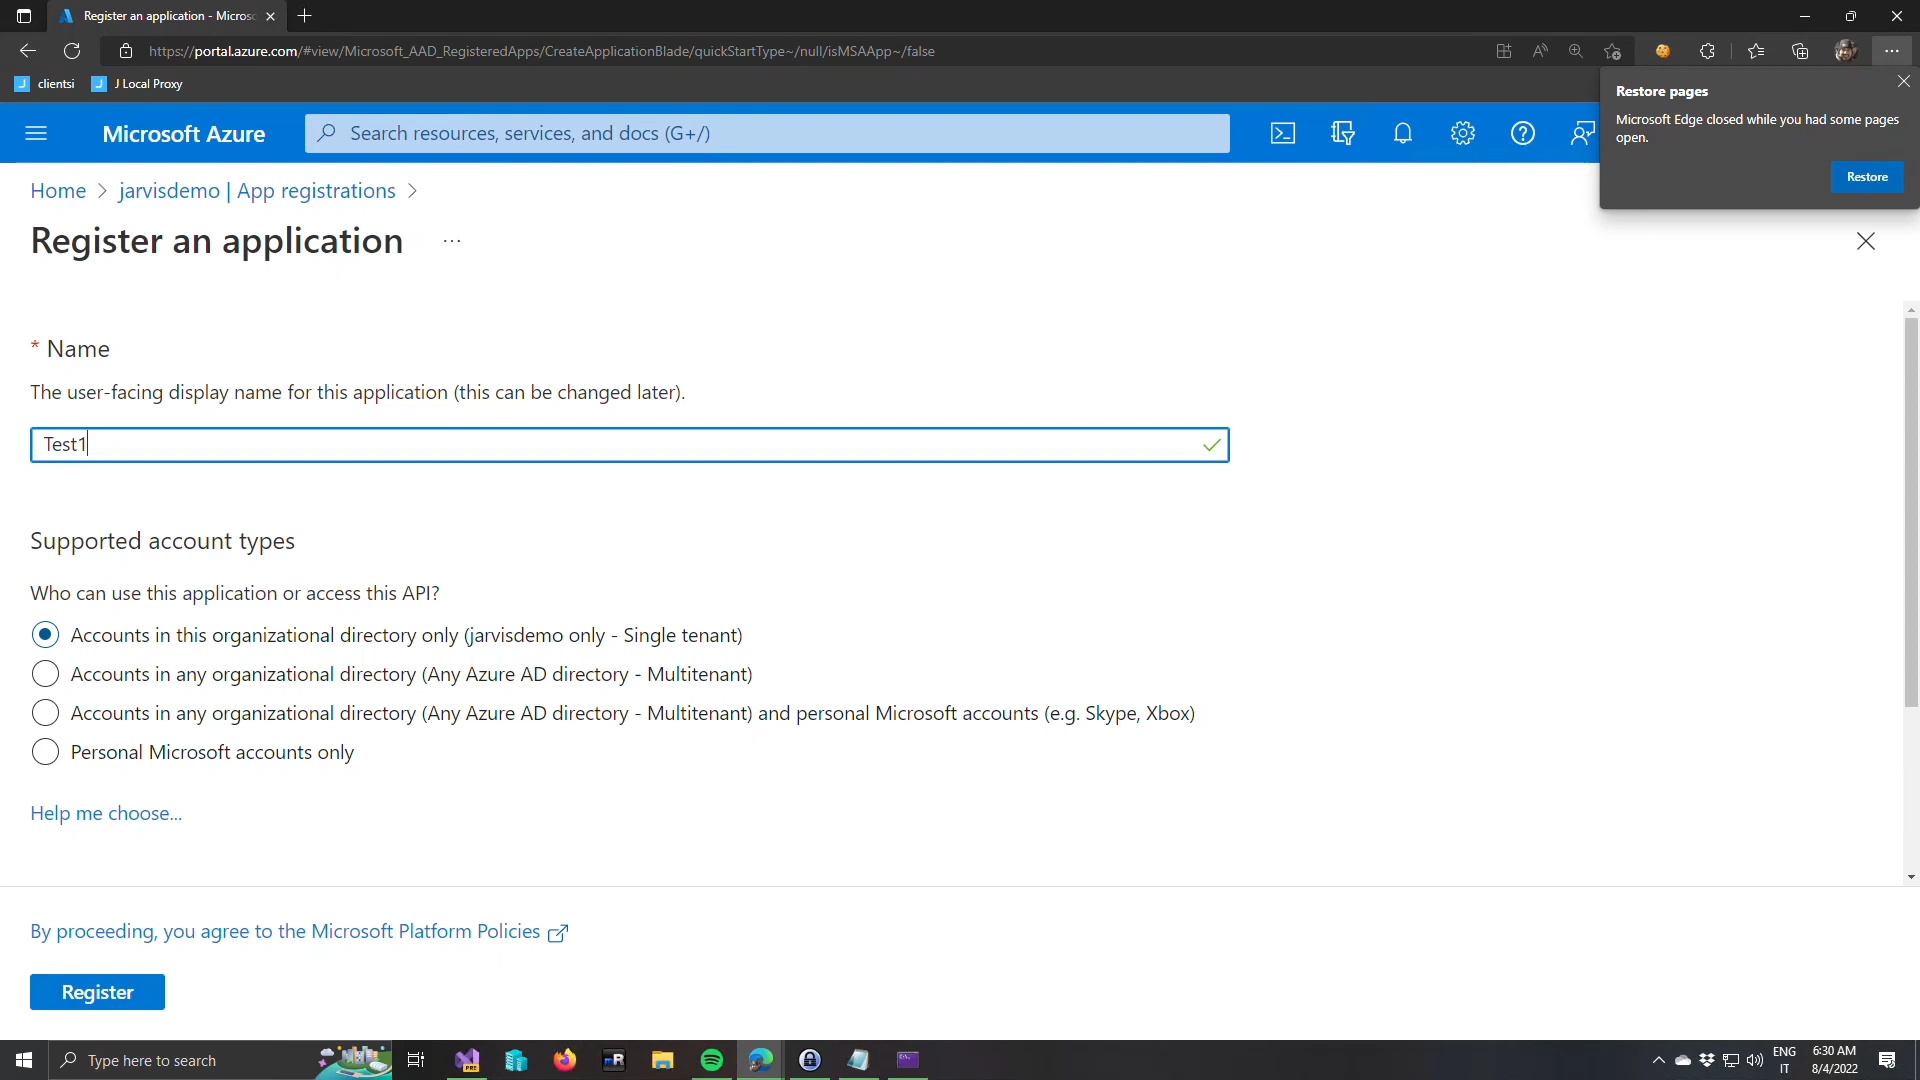 Register an application - Micros
https://portal.azure.com/#view/Microsoft_AAD_RegisteredApps/CreateApplicationBlade/quickStartType~/null/isMSAApp~/false
J clientsi J J Local Proxy
Restore pages
Microsoft Edge closed while you had some pages
open.
Restore
Microsoft Azure
Search resources, services, and docs (G+/)
Home > jarvisdemo | App registrations >
Register an application ...
* Name
The user-facing display name for this application (this can be changed later).
Test1
Supported account types
Who can use this application or access this API?
Accounts in this organizational directory only (jarvisdemo only - Single tenant)
Accounts in any organizational directory (Any Azure AD directory - Multitenant)
Accounts in any organizational directory (Any Azure AD directory - Multitenant) and personal Microsoft accounts (e.g. Skype, Xbox)
Personal Microsoft accounts only
Help me choose...
By proceeding, you agree to the Microsoft Platform Policies
Register
Type here to search
PRE
R
ENG
IT
6:30 AM
8/4/2022